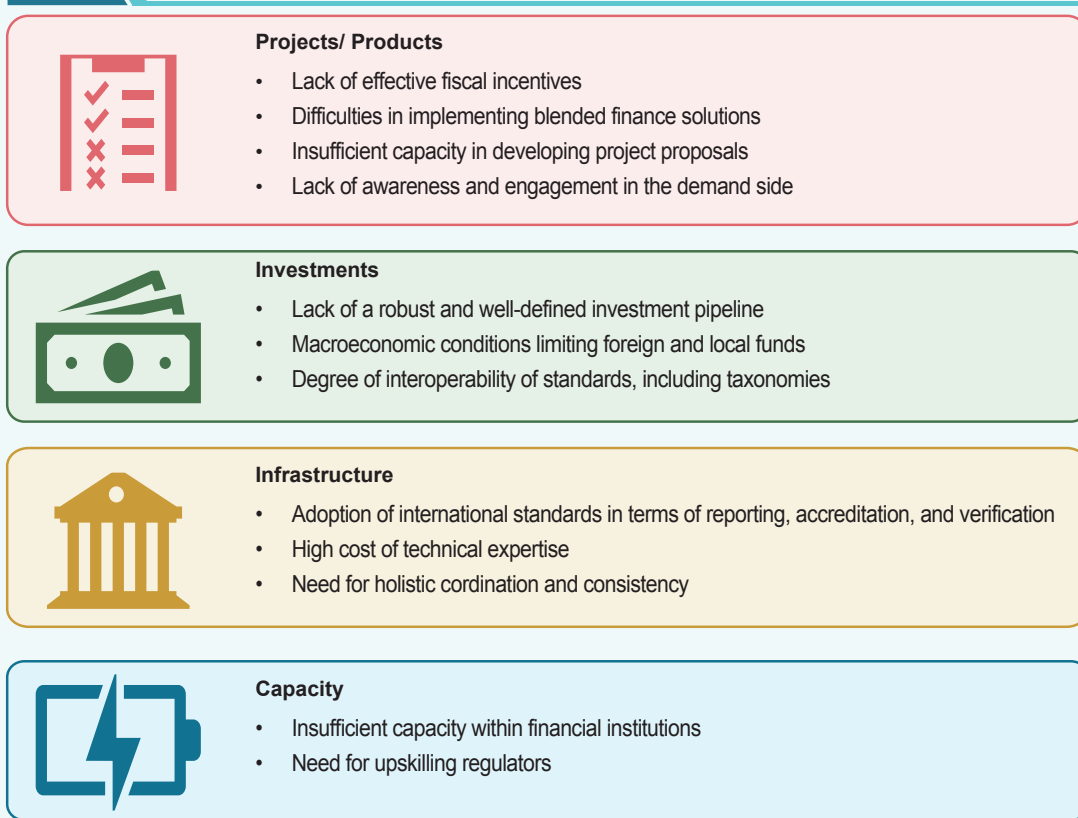 Projects/ Products
• Lack of effective fiscal incentives
• Difficulties in implementing blended finance solutions
• Insufficient capacity in developing project proposals
• Lack of awareness and engagement in the demand side
Investments
• Lack of a robust and well-defined investment pipeline
• Macroeconomic conditions limiting foreign and local funds
• Degree of interoperability of standards, including taxonomies
Infrastructure
• Adoption of international standards in terms of reporting, accreditation, and verification
• High cost of technical expertise
• Need for holistic cordination and consistency
Capacity
• Insufficient capacity within financial institutions
• Need for upskilling regulators